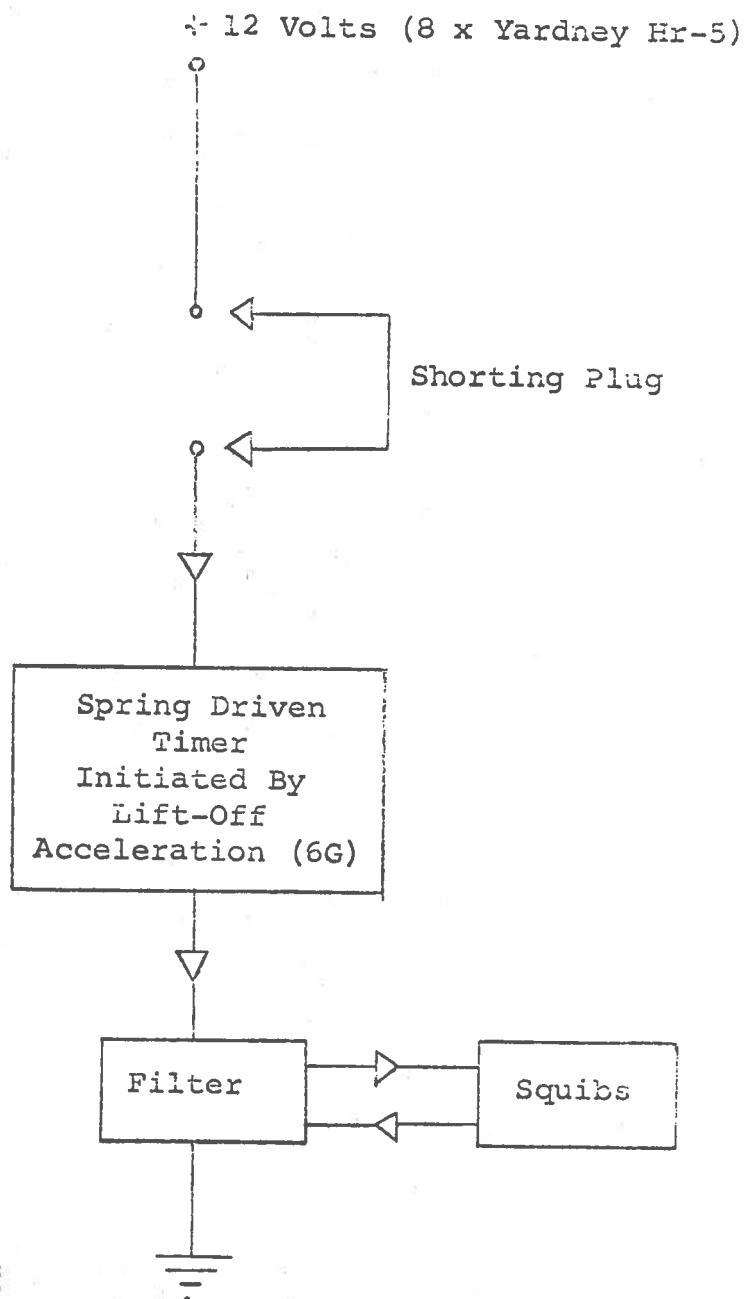 + 12 Volts (8 x Yardney Hr-5)
Shorting Plug
Spring Driven
Timer
Initiated By
Lift-Off
Acceleration (6G)
Filter
Squibs